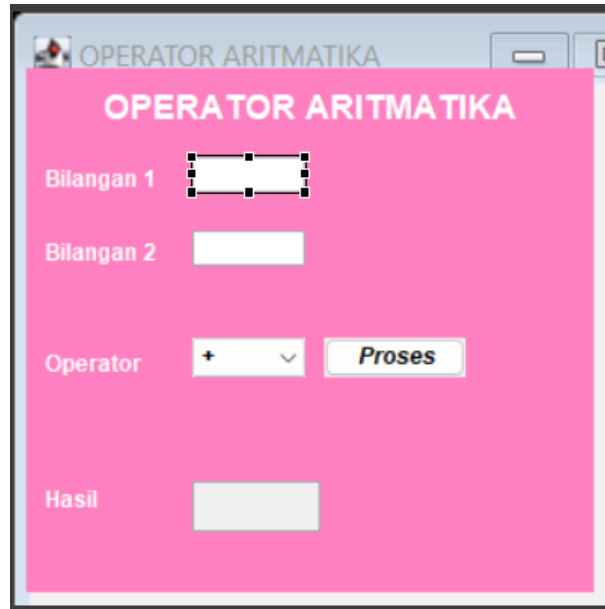 OPERATOR ARITMATIKA
OPERATOR ARITMATIKA
Bilangan 1
Bilangan 2
Operator + Proses
Hasil